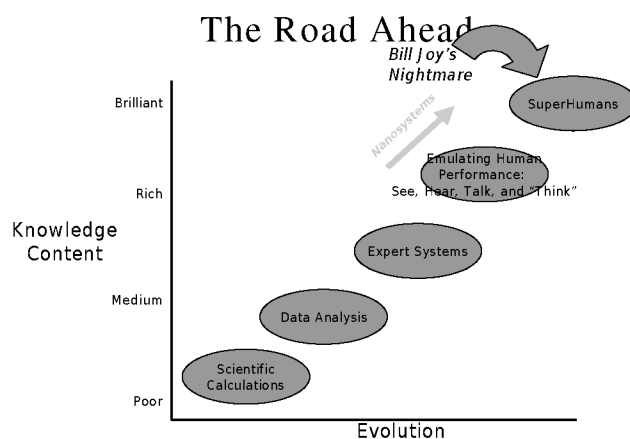 The Road Ahead
Bill Joy's
Nightmare
Brilliant
SuperHumans
Nanosystems
Emulating Human
Performance:
See, Hear, Talk, and "Think"
Rich
Knowledge
Content
Expert Systems
Medium
Data Analysis
Scientific
Calculations
Poor
Evolution